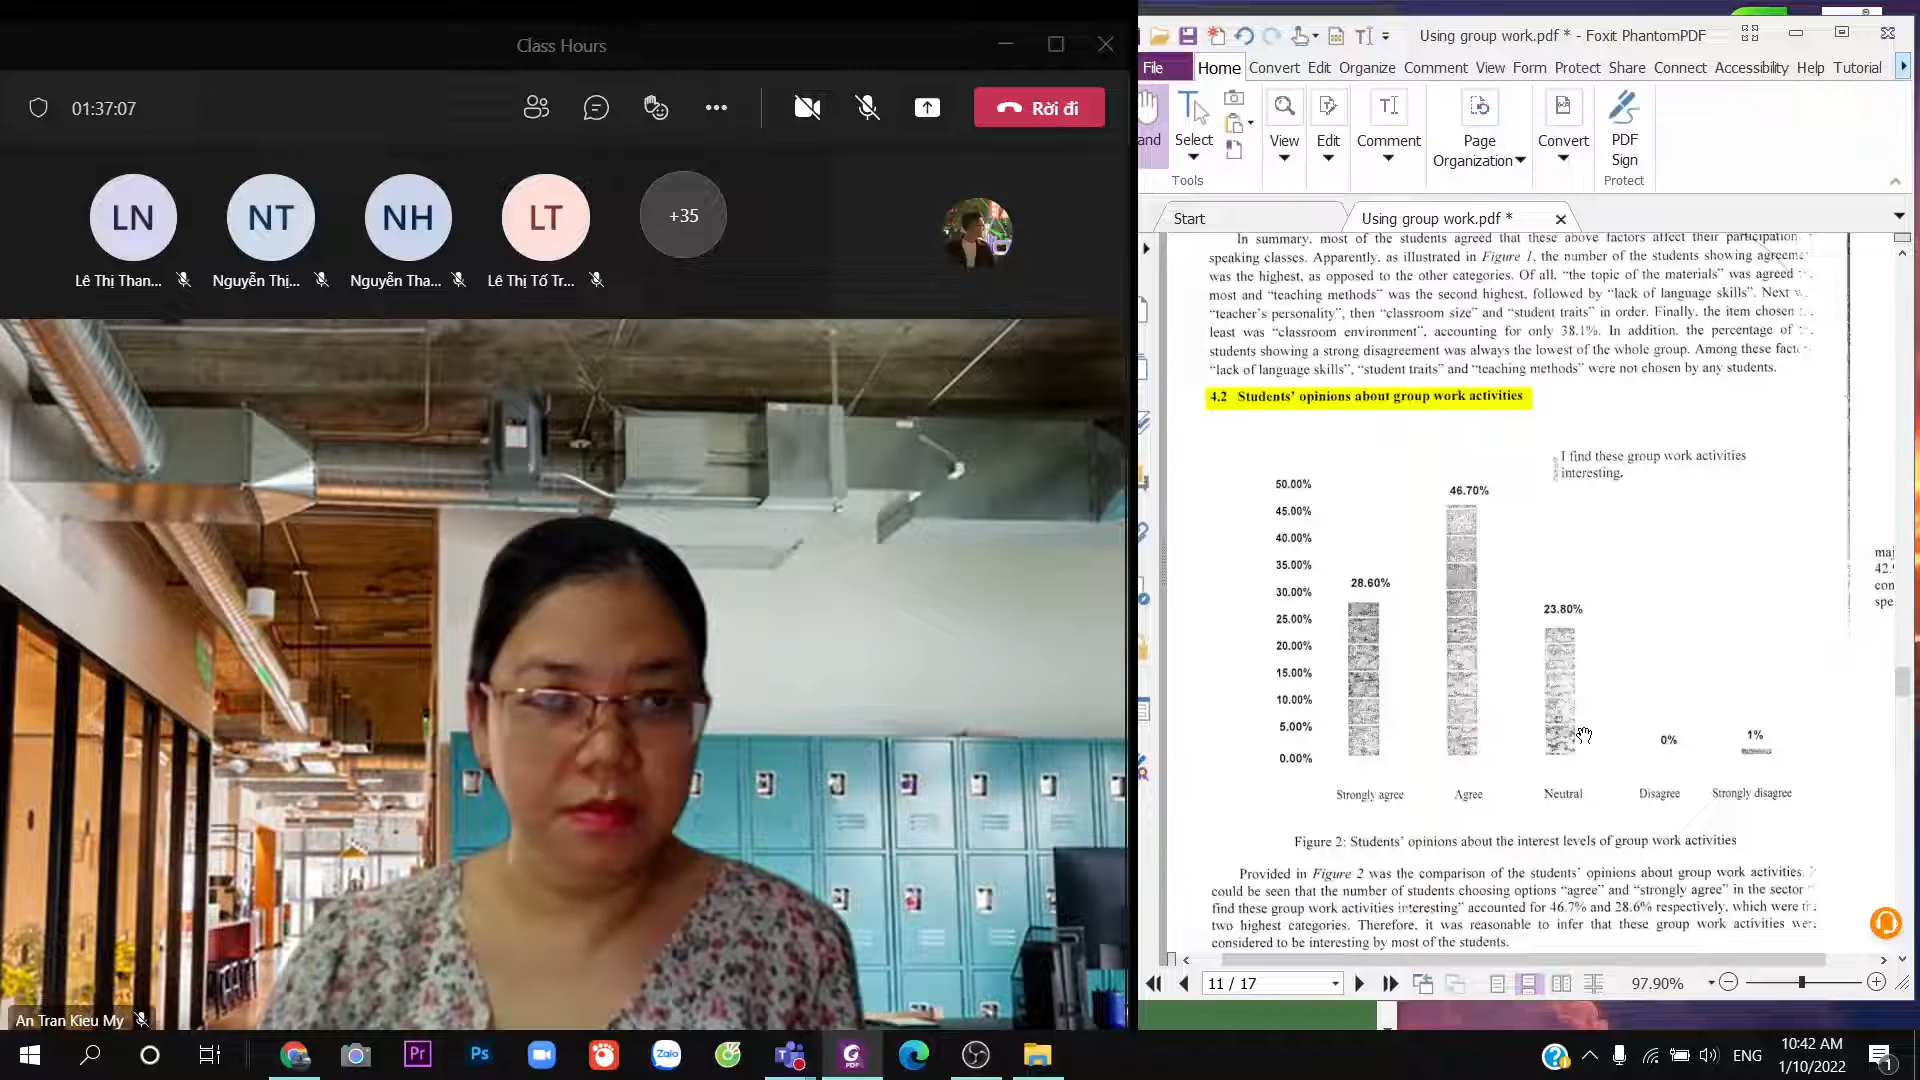 Class Hours
01:37:07
Rời đi
LN
NT
NH
LT
+35
Lê Thị Than...
Nguyễn Thị...
Nguyễn Tha...
Lê Thị Tố Tr...
An Tran Kieu My
Using group work.pdf * - Foxit PhantomPDF
File
Home
Convert
Edit
Organize
Comment
View
Form
Protect
Share
Connect
Accessibility
Help
Tutorial
and
Select
View
Edit
Comment
Page
Organization
Convert
PDF
Sign
Tools
Protect
Start
Using group work.pdf *
In summary, most of the students agreed that these above factors affect their participation
speaking classes. Apparently, as illustrated in Figure 1, the number of the students showing agreeme
was the highest, as opposed to the other categories. Of all, “the topic of the materials” was agreed
most and “teaching methods” was the second highest, followed by “lack of language skills”. Next w
“teacher's personality”, then “classroom size” and “student traits” in order. Finally, the item chosen
least was “classroom environment”, accounting for only 38.1%. In addition, the percentage of
students showing a strong disagreement was always the lowest of the whole group. Among these fact
“lack of language skills”, “student traits” and “teaching methods” were not chosen by any students.
4.2 Students’ opinions about group work activities
I find these group work activities
interesting.
50.00%
45.00%
40.00%
35.00%
30.00%
25.00%
20.00%
15.00%
10.00%
5.00%
0.00%
28.60%
46.70%
23.80%
0%
1%
Strongly agree
Agree
Neutral
Disagree
Strongly disagree
Figure 2: Students’ opinions about the interest levels of group work activities
Provided in Figure 2 was the comparison of the students’ opinions about group work activities.
could be seen that the number of students choosing options “agree” and “strongly agree” in the sector
find these group work activities interesting” accounted for 46.7% and 28.6% respectively, which were th
two highest categories. Therefore, it was reasonable to infer that these group work activities were
considered to be interesting by most of the students.
maj
42.
con
spe
11 / 17
97.90%
Pr
Ps
Zalo
PDF
ENG
10:42 AM
1/10/2022
1